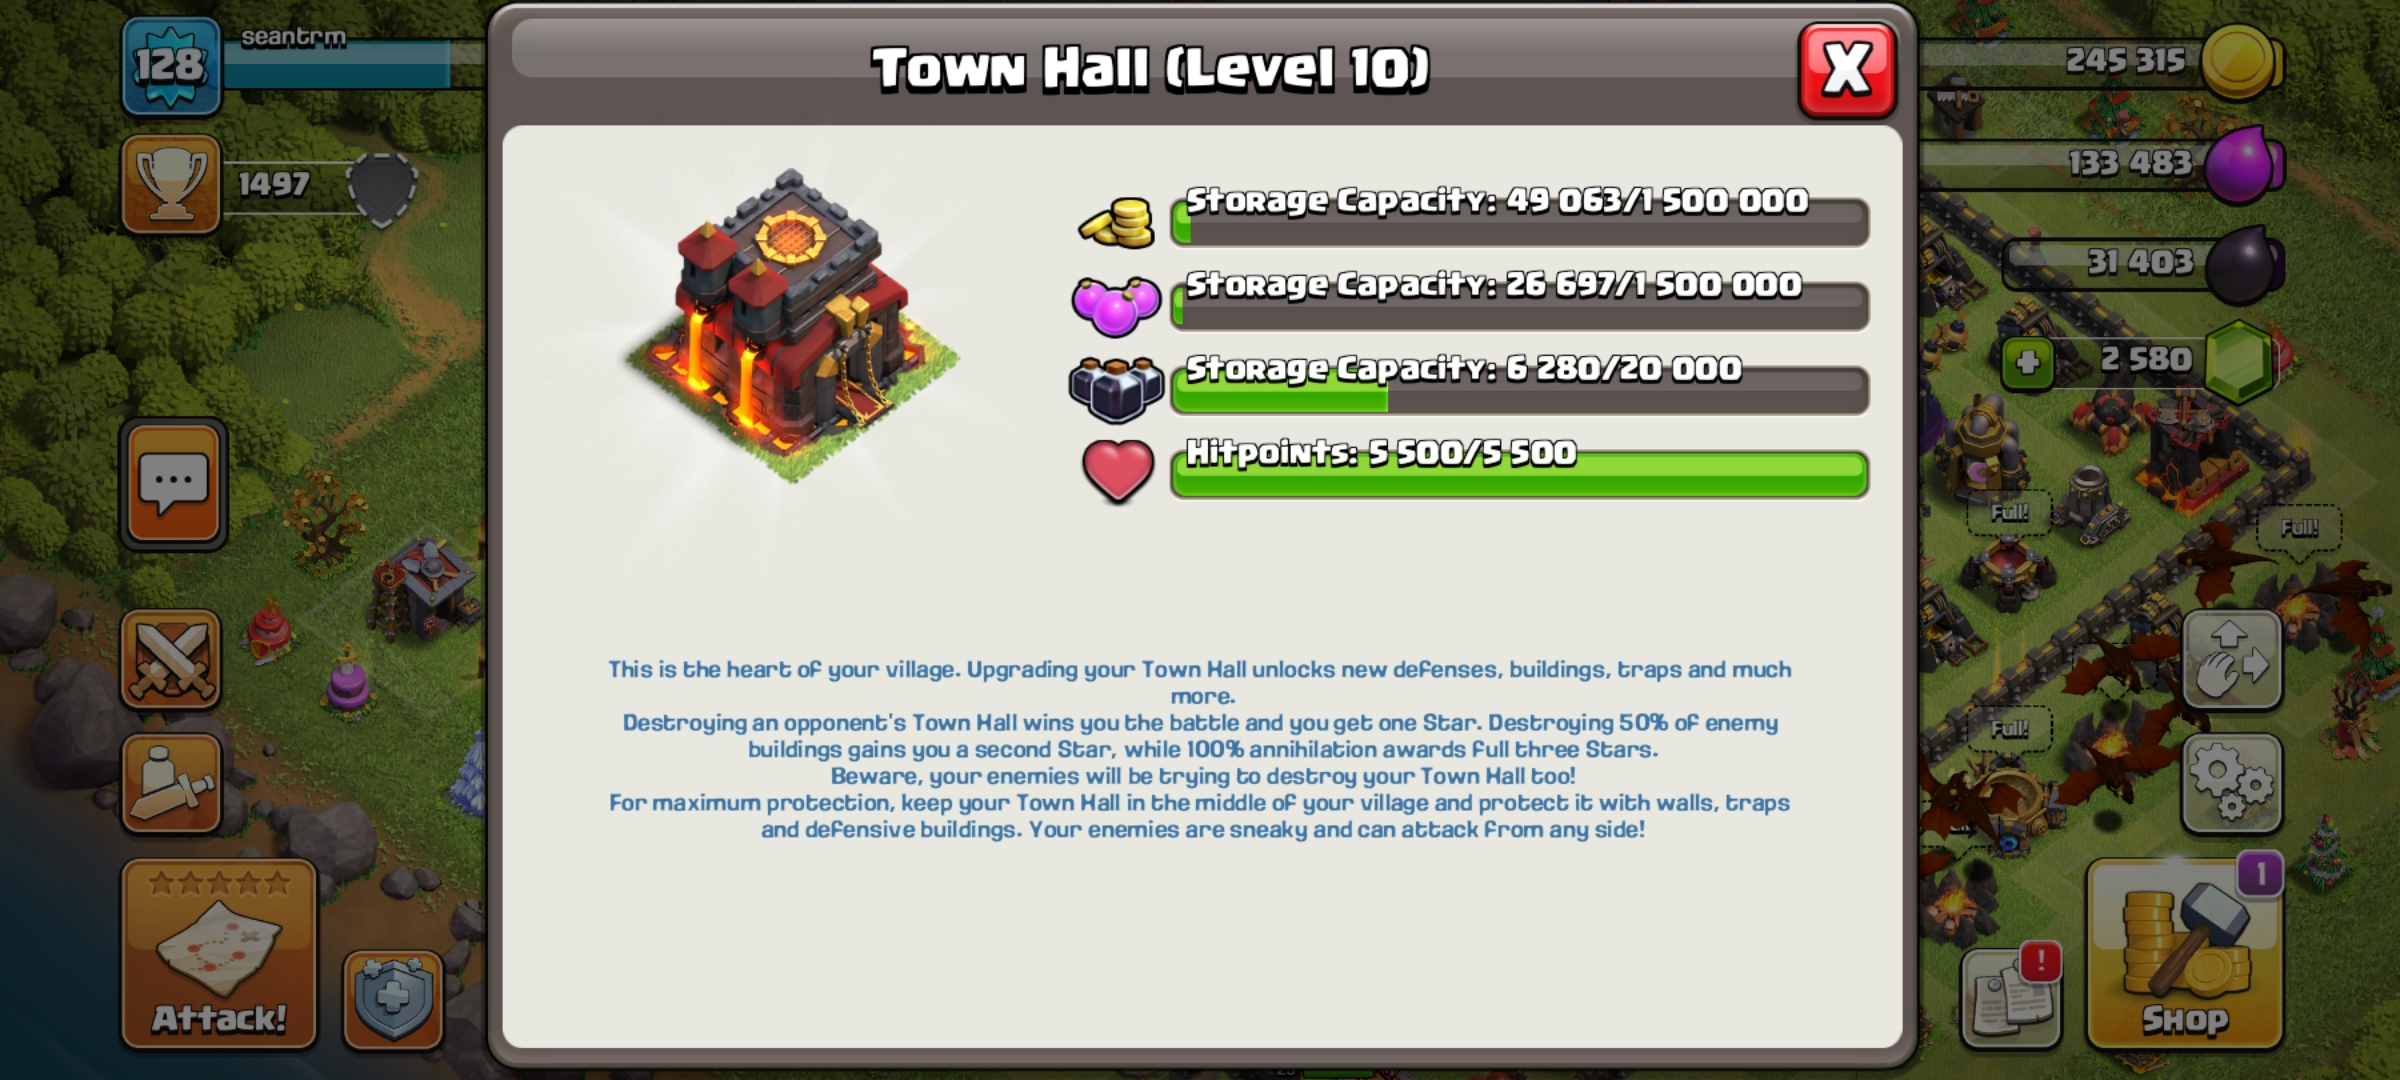 128
seantrm
Town Hall (Level 10)
X
245 315
1497
133 483
31 403
2 580
Storage Capacity: 49 063/1 500 000
Storage Capacity: 26 697/1 500 000
Storage Capacity: 6 280/20 000
Hitpoints: 5 500/5 500
Full!
Full!
This is the heart of your village. Upgrading your Town Hall unlocks new defenses, buildings, traps and much
more.
Destroying an opponent's Town Hall wins you the battle and you get one Star. Destroying 50% of enemy
buildings gains you a second Star, while 100% annihilation awards full three Stars.
Beware, your enemies will be trying to destroy your Town Hall too!
For maximum protection, keep your Town Hall in the middle of your village and protect it with walls, traps
and defensive buildings. Your enemies are sneaky and can attack from any side!
Full!
1
!
Attack!
Shop